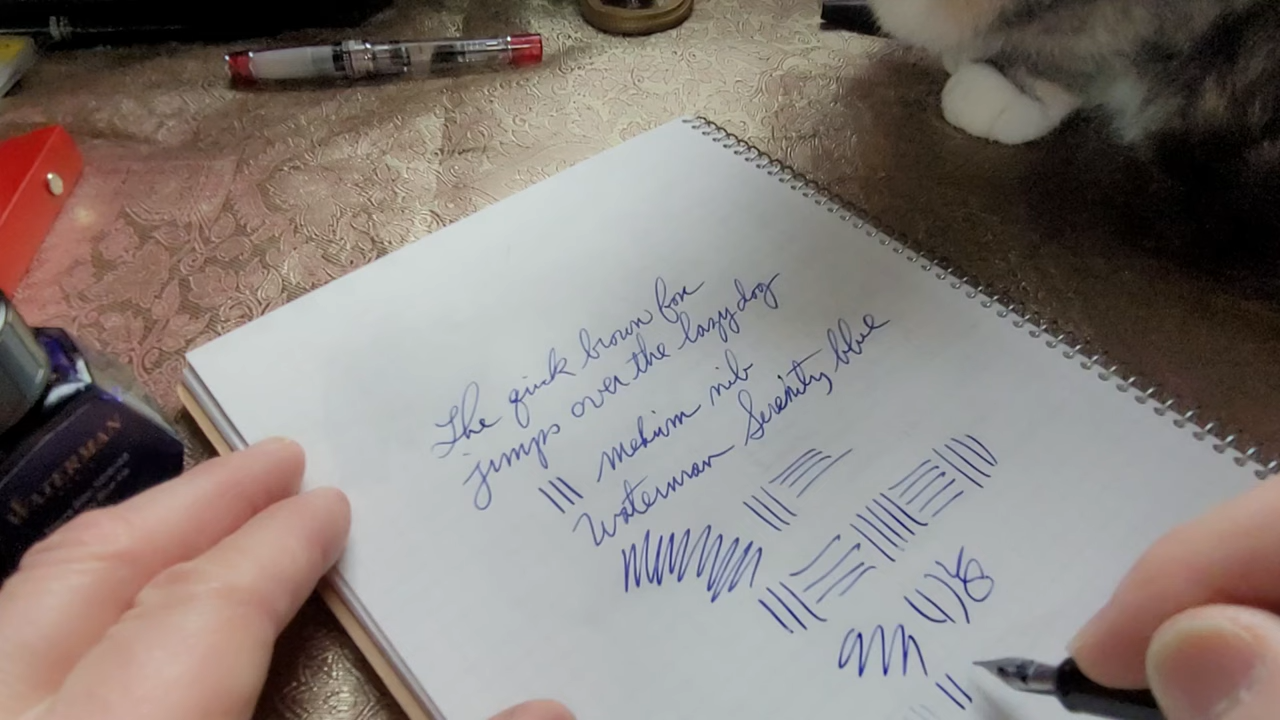 The quick brown fox
jumps over the lazy dog
medium nib
Waterman Serenity blue
WATERMAN